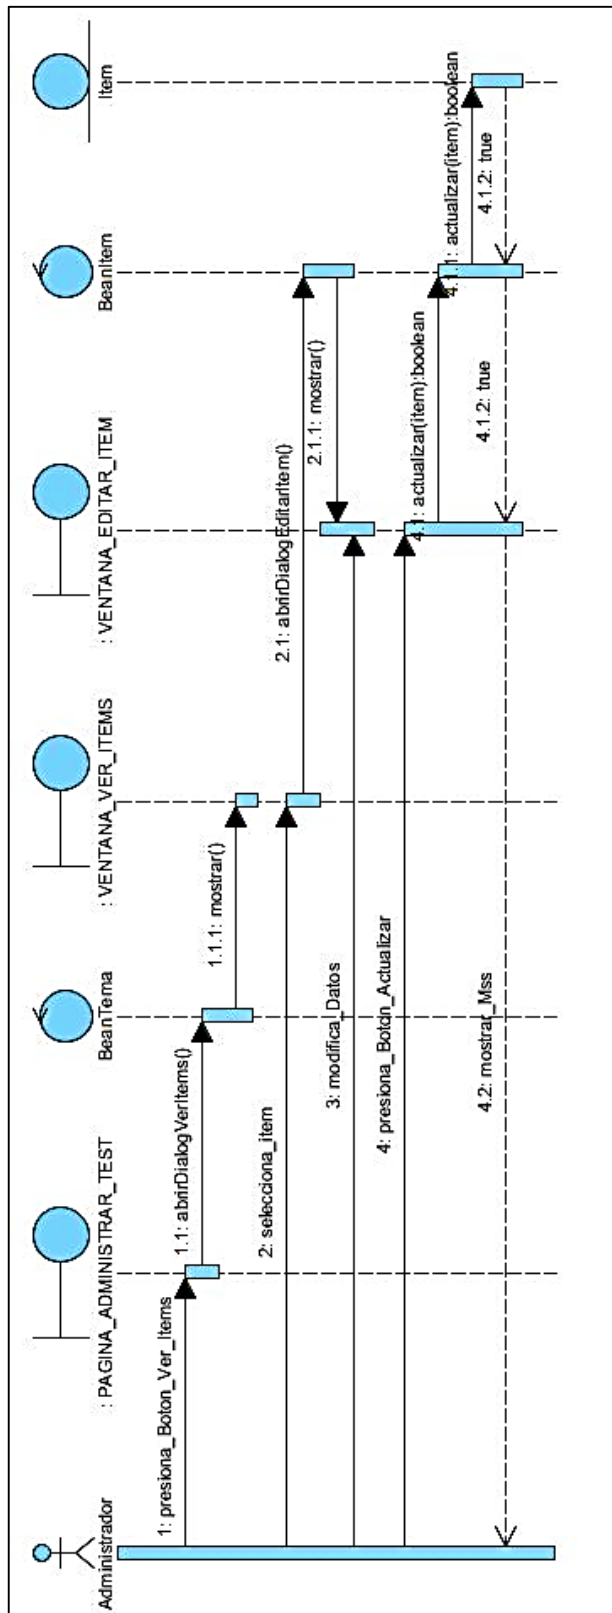 Administrador
: PAGINA_ADMINISTRAR_TEST
BeanTema
: VENTANA_VER_ITEMS
: VENTANA_EDITAR_ITEM
BeanItem
Item
1: presiona_Boton_Ver_Items
1.1: abrirDialogVerItems()
1.1.1: mostrar()
2: selecciona_item
2.1: abrirDialogEditarItem()
2.1.1: mostrar()
3: modifica_Datos
4: presiona_Boton_Actualizar
4.1: actualizar(item):boolean
4.1.1: actualizar(item):boolean
4.1.2: true
4.1.2: true
4.2: mostrar_Mss